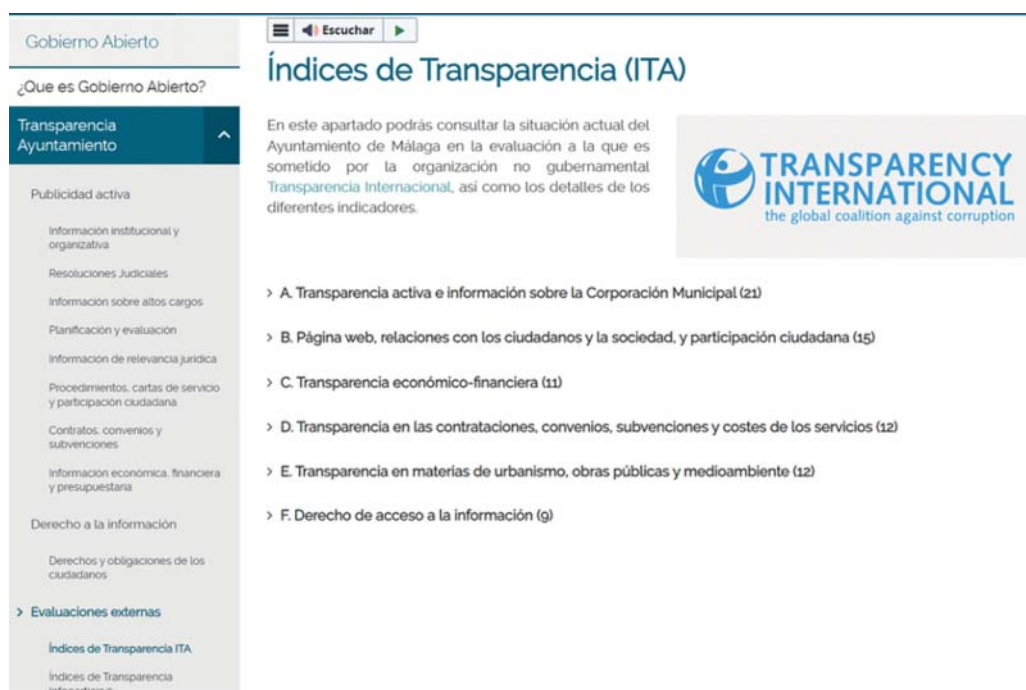 Gobierno Abierto
¿Que es Gobierno Abierto?
Transparencia
Ayuntamiento
Publicidad activa
Información institucional y
organizativa
Resoluciones Judiciales
Información sobre altos cargos
Planificación y evaluación
Información de relevancia jurídica
Procedimientos, cartas de servicio
y participación ciudadana
Contratos, convenios y
subvenciones
Información económica, financiera
y presupuestaria
Derecho a la información
Derechos y obligaciones de los
ciudadanos
> Evaluaciones externas
Índices de Transparencia ITA
Índices de Transparencia
Escuchar
Índices de Transparencia (ITA)
En este apartado podrás consultar la situación actual del
Ayuntamiento de Málaga en la evaluación a la que es
sometido por la organización no gubernamental
Transparencia Internacional, así como los detalles de los
diferentes indicadores.
TRANSPARENCY
INTERNATIONAL
the global coalition against corruption
> A. Transparencia activa e información sobre la Corporación Municipal (21)
> B. Página web, relaciones con los ciudadanos y la sociedad, y participación ciudadana (15)
> C. Transparencia económico-financiera (11)
> D. Transparencia en las contrataciones, convenios, subvenciones y costes de los servicios (12)
> E. Transparencia en materias de urbanismo, obras públicas y medioambiente (12)
> F. Derecho de acceso a la información (9)